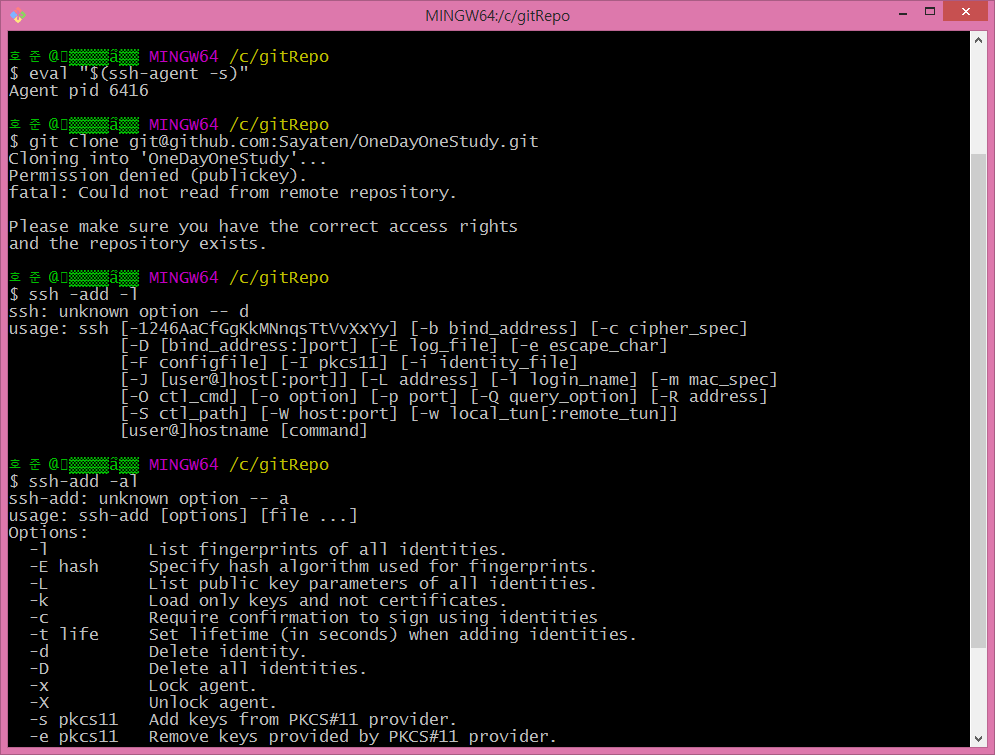 MINGW64:/c/gitRepo
호 준 @ MINGW64 /c/gitRepo
$ eval "$(ssh-agent -s)"
Agent pid 6416
호 준 @ MINGW64 /c/gitRepo
$ git clone git@github.com:Sayaten/OneDayOneStudy.git
Cloning into 'OneDayOneStudy'...
Permission denied (publickey).
fatal: Could not read from remote repository.
Please make sure you have the correct access rights
and the repository exists.
호 준 @ MINGW64 /c/gitRepo
$ ssh -add -l
ssh: unknown option -- d
usage: ssh [-1246AaCfGgKkMNnqsTtVvXxYy] [-b bind_address] [-c cipher_spec]
[-D [bind_address:]port] [-E log_file] [-e escape_char]
[-F configfile] [-I pkcs11] [-i identity_file]
[-J [user@]host[:port]] [-L address] [-l login_name] [-m mac_spec]
[-O ctl_cmd] [-o option] [-p port] [-Q query_option] [-R address]
[-S ctl_path] [-W host:port] [-w local_tun[:remote_tun]]
[user@]hostname [command]
호 준 @ MINGW64 /c/gitRepo
$ ssh-add -al
ssh-add: unknown option -- a
usage: ssh-add [options] [file ...]
Options:
-l List fingerprints of all identities.
-E hash Specify hash algorithm used for fingerprints.
-L List public key parameters of all identities.
-k Load only keys and not certificates.
-c Require confirmation to sign using identities
-t life Set lifetime (in seconds) when adding identities.
-d Delete identity.
-D Delete all identities.
-x Lock agent.
-X Unlock agent.
-s pkcs11 Add keys from PKCS#11 provider.
-e pkcs11 Remove keys provided by PKCS#11 provider.